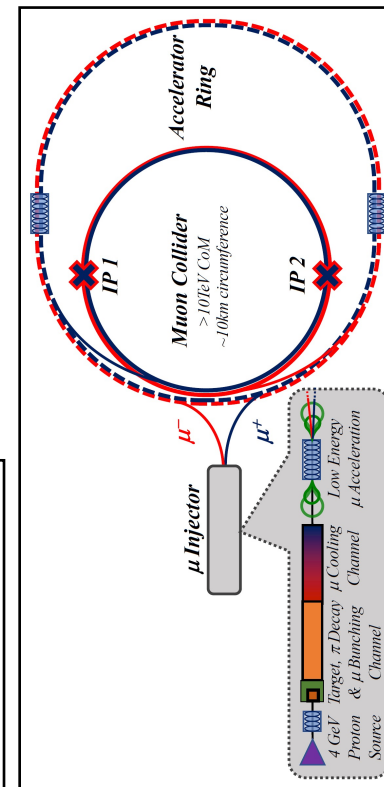 Accelerator
Ring
IP 1
Muon Collider
>10TeV CoM
~10km circumference
IP 2
μ−
μ+
μ Injector
4 GeV
Proton
Source
Target, π Decay
& μ Bunching
Channel
μ Cooling
Channel
Low Energy
μ Acceleration